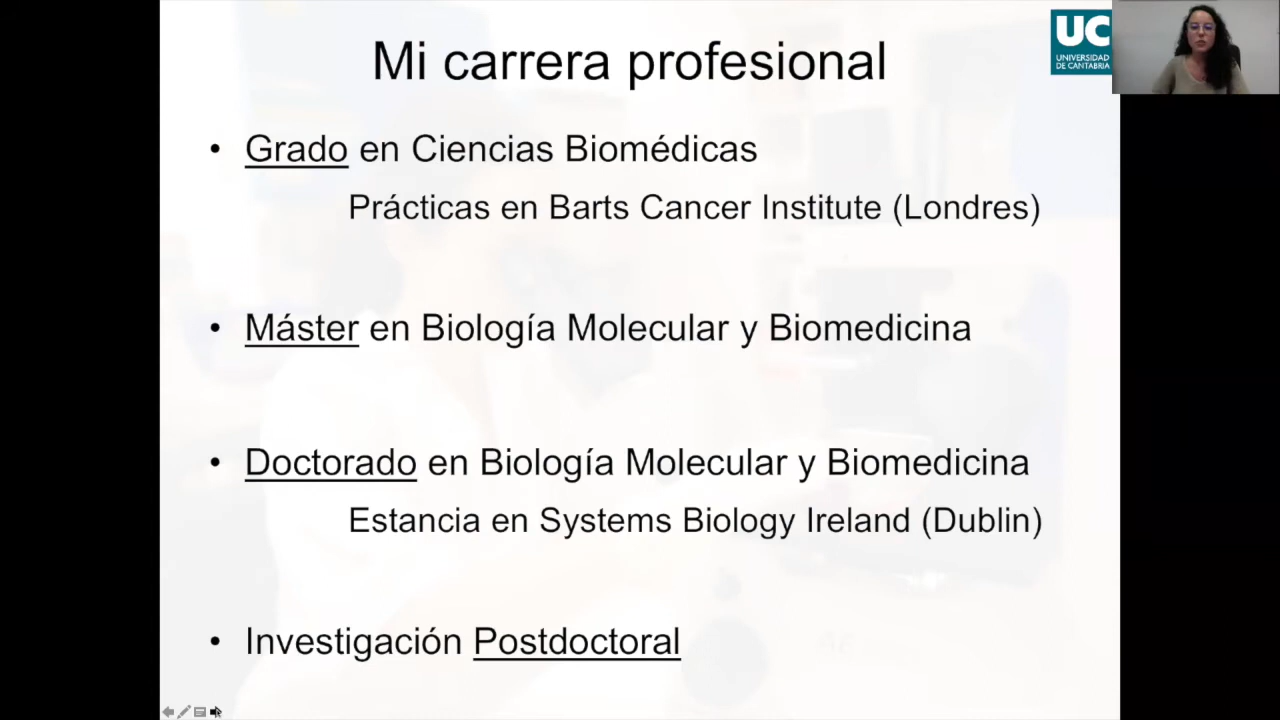 Mi carrera profesional
UC
UNIVERSIDAD
DE CANTABRIA
• Grado en Ciencias Biomédicas
Prácticas en Barts Cancer Institute (Londres)
• Máster en Biología Molecular y Biomedicina
• Doctorado en Biología Molecular y Biomedicina
Estancia en Systems Biology Ireland (Dublin)
• Investigación Postdoctoral